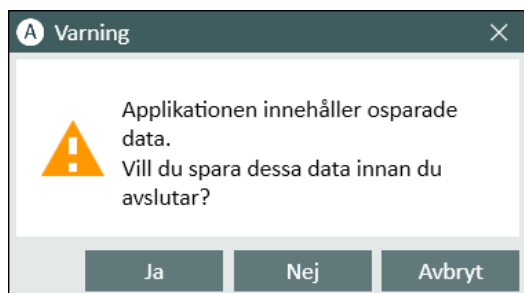 A Varning
Applikationen innehåller osparade
data.
Vill du spara dessa data innan du
avslutar?
Ja Nej Avbryt